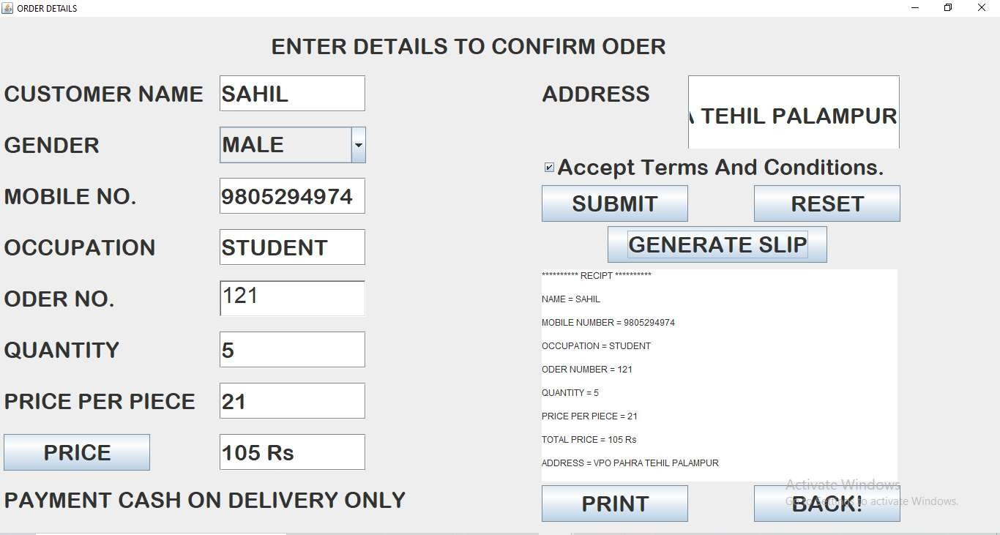 ORDER DETAILS
ENTER DETAILS TO CONFIRM ODER
CUSTOMER NAME SAHIL
GENDER MALE
MOBILE NO. 9805294974
OCCUPATION STUDENT
ODER NO. 121
QUANTITY 5
PRICE PER PIECE 21
PRICE 105 Rs
PAYMENT CASH ON DELIVERY ONLY
ADDRESS A TEHIL PALAMPUR
Accept Terms And Conditions.
SUBMIT RESET
GENERATE SLIP
********** RECIPT **********
NAME = SAHIL
MOBILE NUMBER = 9805294974
OCCUPATION = STUDENT
ODER NUMBER = 121
QUANTITY = 5
PRICE PER PIECE = 21
TOTAL PRICE = 105 Rs
ADDRESS = VPO PAHRA TEHIL PALAMPUR
PRINT BACK!
Activate Windows
Go to Settings to activate Windows.